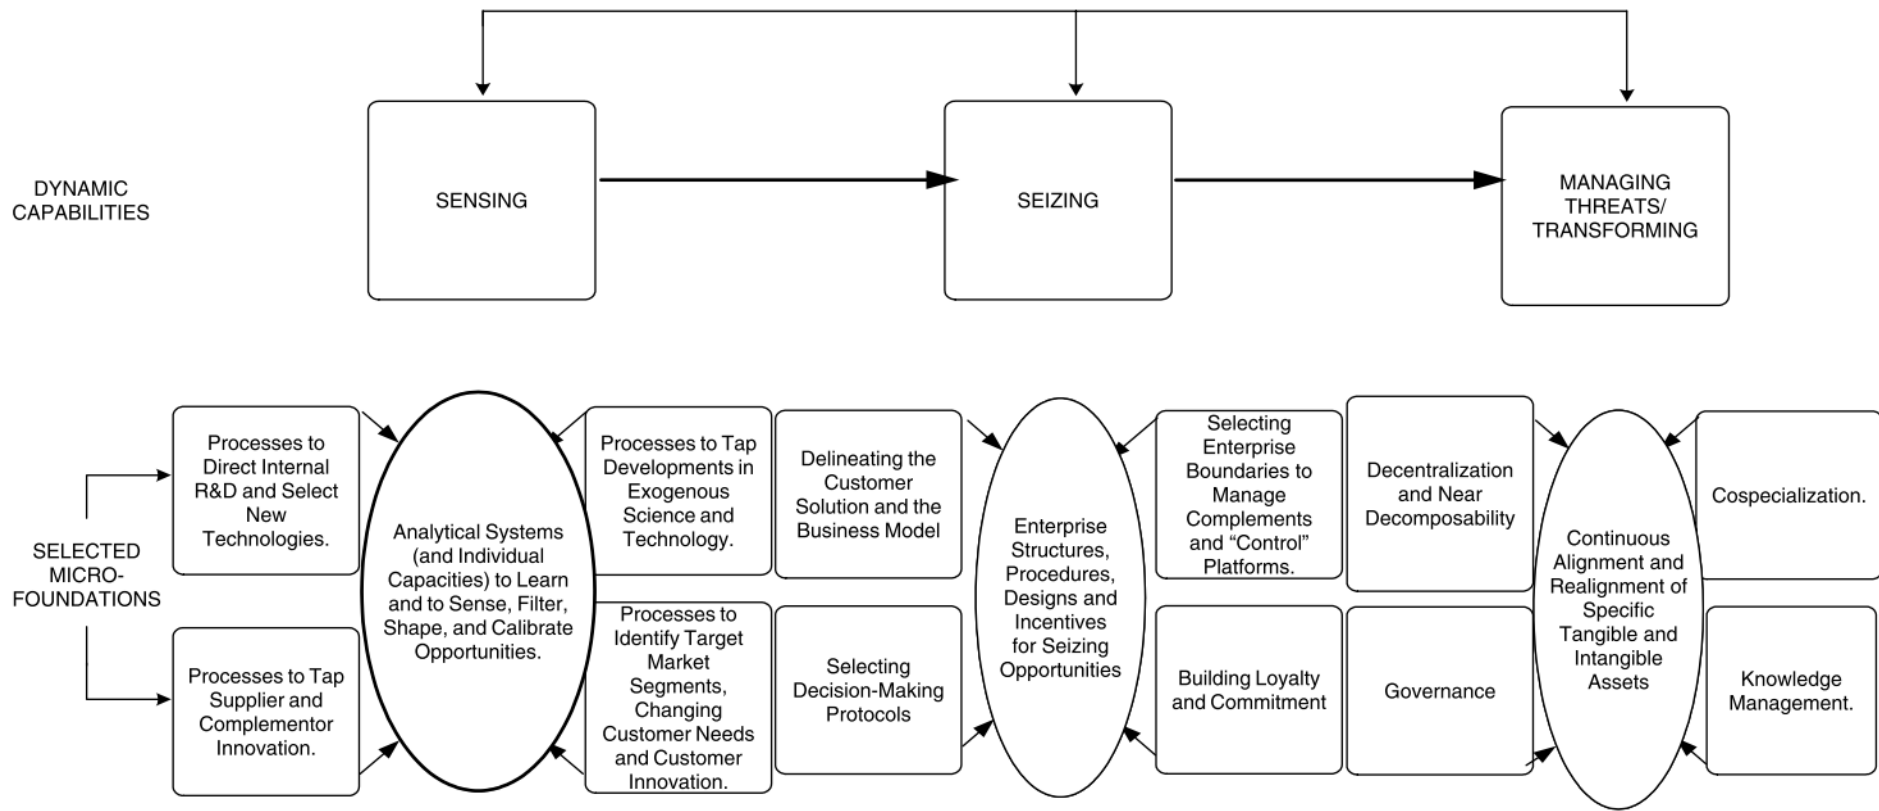 DYNAMIC
CAPABILITIES
SENSING
SEIZING
MANAGING
THREATS/
TRANSFORMING
SELECTED
MICRO-
FOUNDATIONS
Processes to
Direct Internal
R&D and Select
New
Technologies.
Processes to Tap
Supplier and
Complementor
Innovation.
Analytical Systems
(and Individual
Capacities) to Learn
and to Sense, Filter,
Shape, and Calibrate
Opportunities.
Processes to Tap
Developments in
Exogenous
Science and
Technology.
Processes to
Identify Target
Market
Segments,
Changing
Customer Needs
and Customer
Innovation.
Delineating the
Customer
Solution and the
Business Model
Selecting
Decision-Making
Protocols
Enterprise
Structures,
Procedures,
Designs and
Incentives
for Seizing
Opportunities
Selecting
Enterprise
Boundaries to
Manage
Complements
and “Control”
Platforms.
Building Loyalty
and Commitment
Decentralization
and Near
Decomposability
Governance
Continuous
Alignment and
Realignment of
Specific
Tangible and
Intangible
Assets
Cospecialization.
Knowledge
Management.